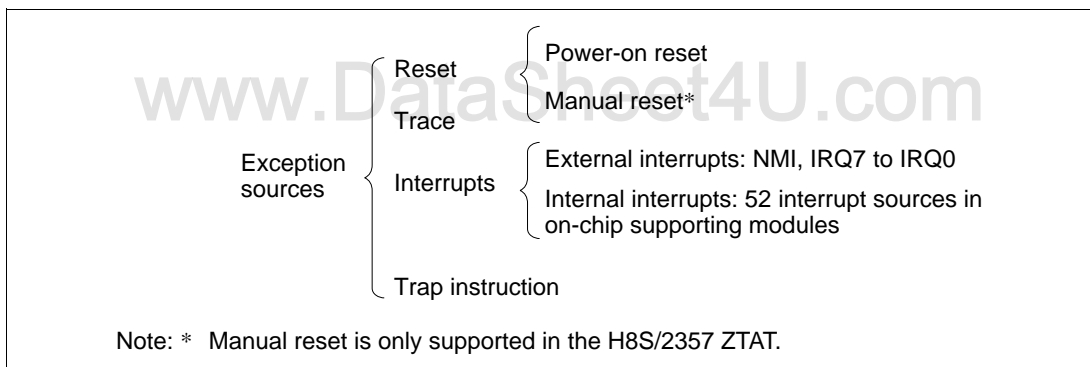 www.DataSheet4U.com
Exception
sources
Reset
Power-on reset
Manual reset*
Trace
Interrupts
External interrupts: NMI, IRQ7 to IRQ0
Internal interrupts: 52 interrupt sources in
on-chip supporting modules
Trap instruction
Note: * Manual reset is only supported in the H8S/2357 ZTAT.